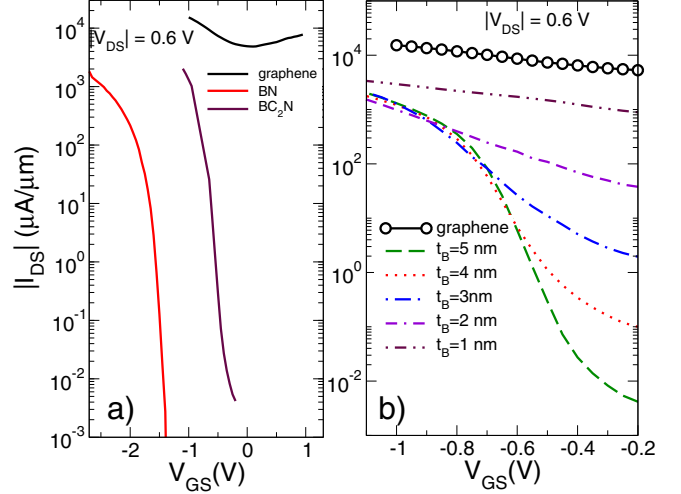 |V_DS| = 0.6 V
|V_DS| = 0.6 V
10^5
10^4
10^3
10^2
10^1
10^0
10^-1
10^-2
10^-3
|I_DS| (μA/μm)
graphene
BN
BC_2N
a)
-2
-1
0
1
V_GS(V)
10^4
10^2
10^0
10^-2
graphene
t_B=5 nm
t_B=4 nm
t_B=3nm
t_B=2 nm
t_B=1 nm
b)
-1
-0.8
-0.6
-0.4
-0.2
V_GS(V)